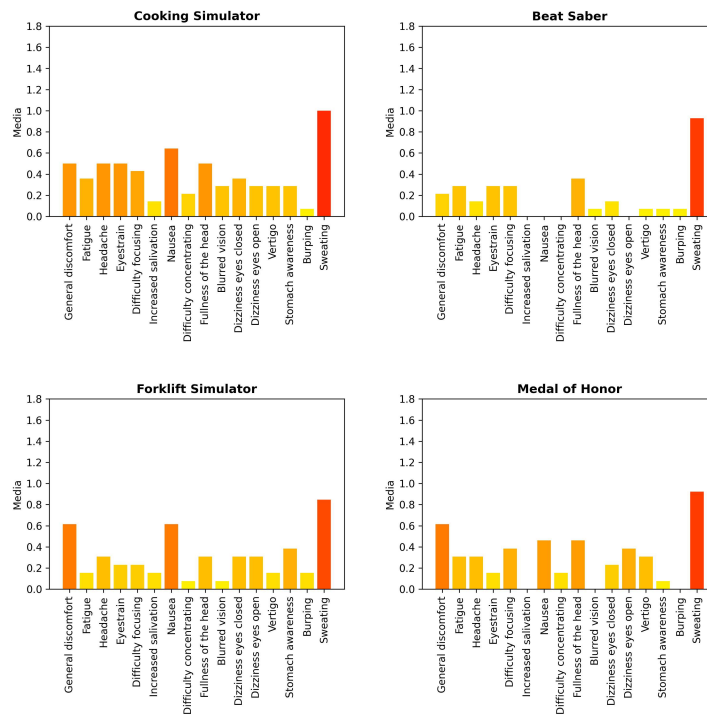 Cooking Simulator
1.8
1.6
1.4
1.2
1.0
0.8
0.6
0.4
0.2
0.0
Media
General discomfort
Fatigue
Headache
Eyestrain
Difficulty focusing
Increased salivation
Nausea
Difficulty concentrating
Fullness of the head
Blurred vision
Dizziness eyes closed
Dizziness eyes open
Vertigo
Stomach awareness
Burping
Sweating
Beat Saber
1.8
1.6
1.4
1.2
1.0
0.8
0.6
0.4
0.2
0.0
Media
General discomfort
Fatigue
Headache
Eyestrain
Difficulty focusing
Increased salivation
Nausea
Difficulty concentrating
Fullness of the head
Blurred vision
Dizziness eyes closed
Dizziness eyes open
Vertigo
Stomach awareness
Burping
Sweating
Forklift Simulator
1.8
1.6
1.4
1.2
1.0
0.8
0.6
0.4
0.2
0.0
Media
General discomfort
Fatigue
Headache
Eyestrain
Difficulty focusing
Increased salivation
Nausea
Difficulty concentrating
Fullness of the head
Blurred vision
Dizziness eyes closed
Dizziness eyes open
Vertigo
Stomach awareness
Burping
Sweating
Medal of Honor
1.8
1.6
1.4
1.2
1.0
0.8
0.6
0.4
0.2
0.0
Media
General discomfort
Fatigue
Headache
Eyestrain
Difficulty focusing
Increased salivation
Nausea
Difficulty concentrating
Fullness of the head
Blurred vision
Dizziness eyes closed
Dizziness eyes open
Vertigo
Stomach awareness
Burping
Sweating